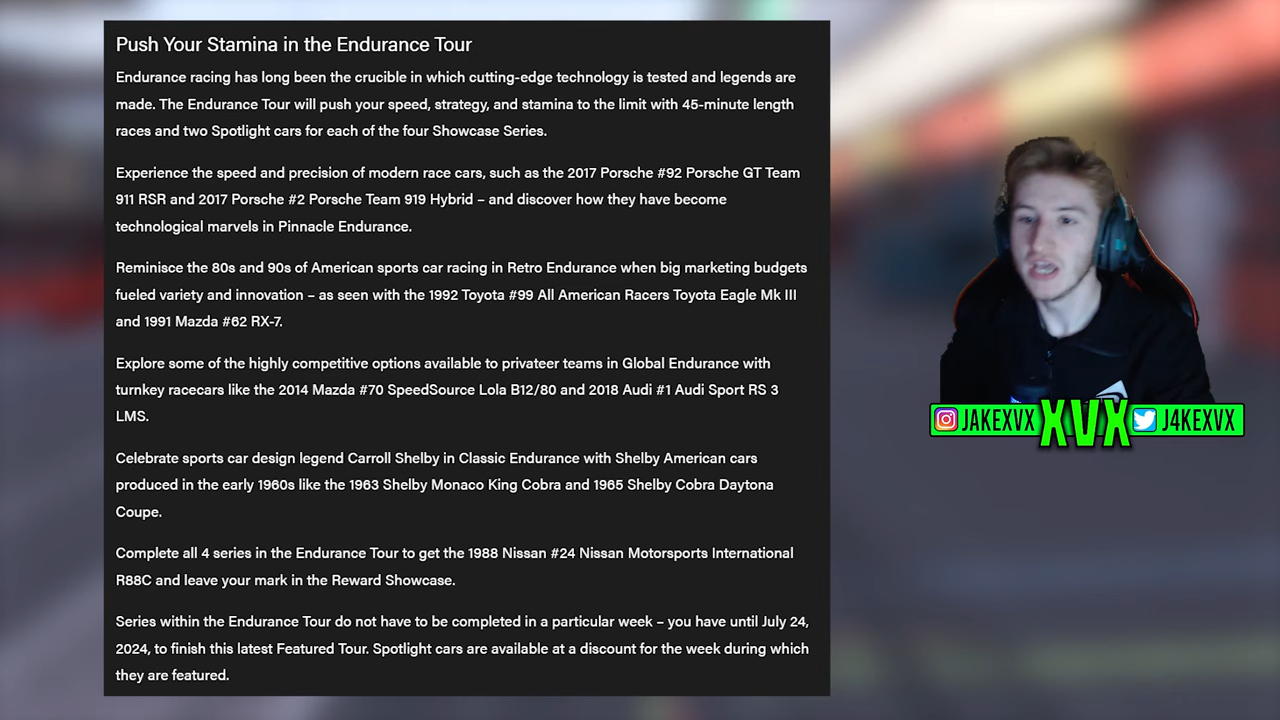 Push Your Stamina in the Endurance Tour
Endurance racing has long been the crucible in which cutting-edge technology is tested and legends are
made. The Endurance Tour will push your speed, strategy, and stamina to the limit with 45-minute length
races and two Spotlight cars for each of the four Showcase Series.
Experience the speed and precision of modern race cars, such as the 2017 Porsche #92 Porsche GT Team
911 RSR and 2017 Porsche #2 Porsche Team 919 Hybrid – and discover how they have become
technological marvels in Pinnacle Endurance.
Reminisce the 80s and 90s of American sports car racing in Retro Endurance when big marketing budgets
fueled variety and innovation – as seen with the 1992 Toyota #99 All American Racers Toyota Eagle Mk III
and 1991 Mazda #62 RX-7.
Explore some of the highly competitive options available to privateer teams in Global Endurance with
turnkey racecars like the 2014 Mazda #70 SpeedSource Lola B12/80 and 2018 Audi #1 Audi Sport RS 3
LMS.
Celebrate sports car design legend Carroll Shelby in Classic Endurance with Shelby American cars
produced in the early 1960s like the 1963 Shelby Monaco King Cobra and 1965 Shelby Cobra Daytona
Coupe.
Complete all 4 series in the Endurance Tour to get the 1988 Nissan #24 Nissan Motorsports International
R88C and leave your mark in the Reward Showcase.
Series within the Endurance Tour do not have to be completed in a particular week – you have until July 24,
2024, to finish this latest Featured Tour. Spotlight cars are available at a discount for the week during which
they are featured.
JAKEXVX XVX J4KEXVX